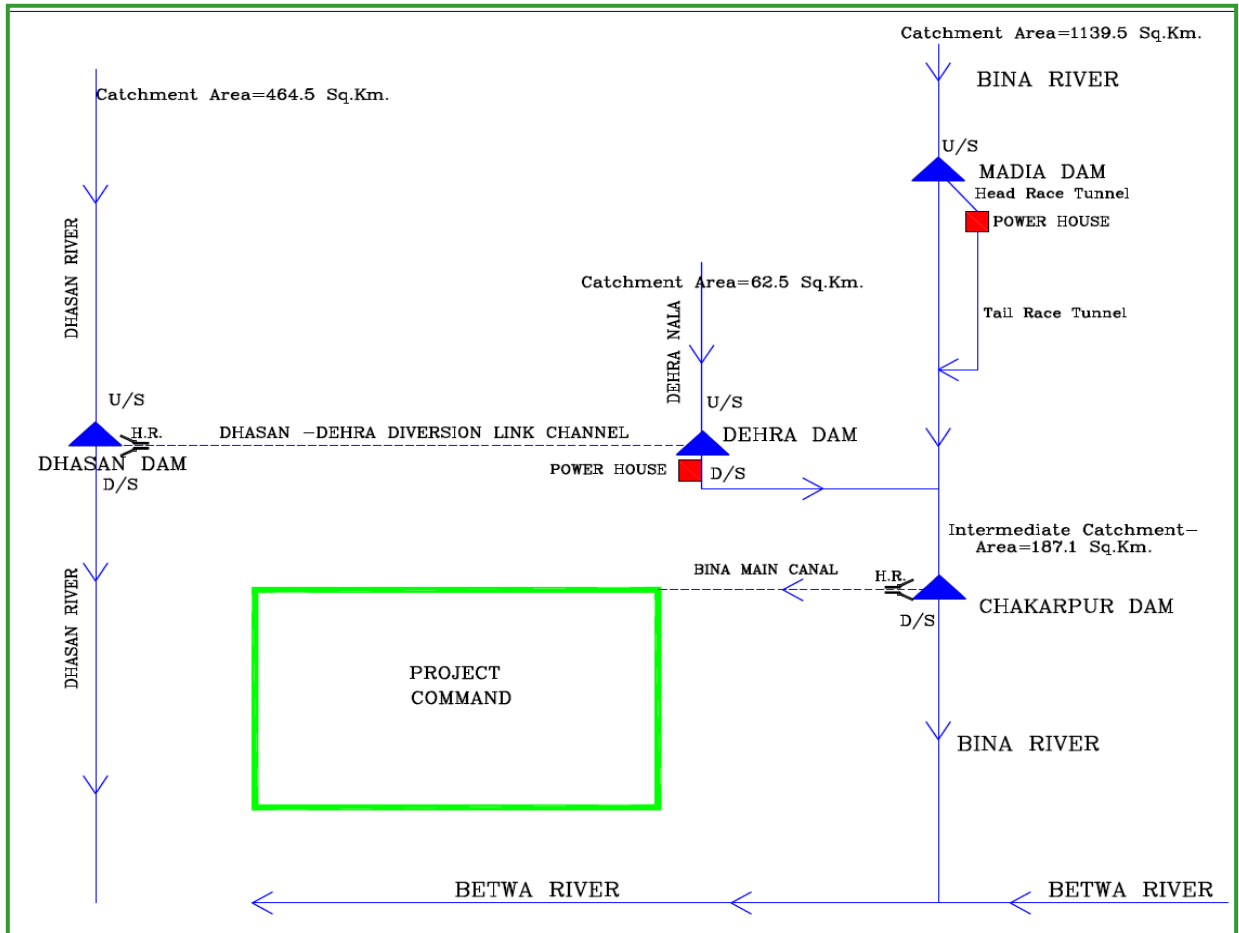 Catchment Area=1139.5 Sq.Km.
BINA RIVER
Catchment Area=464.5 Sq.Km.
U/S
MADIA DAM
Head Race Tunnel
POWER HOUSE
DHASAN RIVER
Catchment Area=62.5 Sq.Km.
DEHRA NALA
Tail Race Tunnel
U/S
U/S
H.R.
DHASAN -DEHRA DIVERSION LINK CHANNEL
DEHRA DAM
DHASAN DAM
POWER HOUSE
D/S
D/S
Intermediate Catchment-
Area=187.1 Sq.Km.
BINA MAIN CANAL
H.R.
CHAKARPUR DAM
D/S
DHASAN RIVER
PROJECT
COMMAND
BINA RIVER
BETWA RIVER
BETWA RIVER